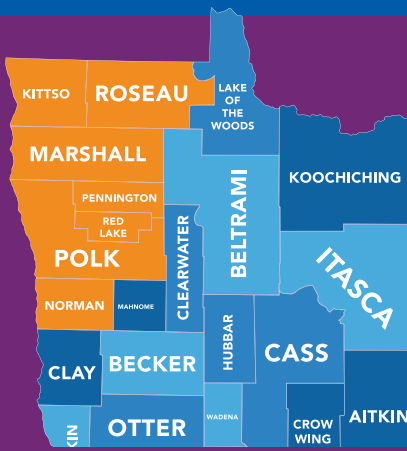 KITTSO
ROSEAU
LAKE
OF
THE
WOODS
MARSHALL
KOOCHICHING
PENNINGTON
RED
LAKE
POLK
CLEARWATER
BELTRAMI
ITASCA
NORMAN
MAHNOME
HUBBAR
CASS
CLAY
BECKER
KIN
OTTER
WADENA
CROW
WING
AITKIN